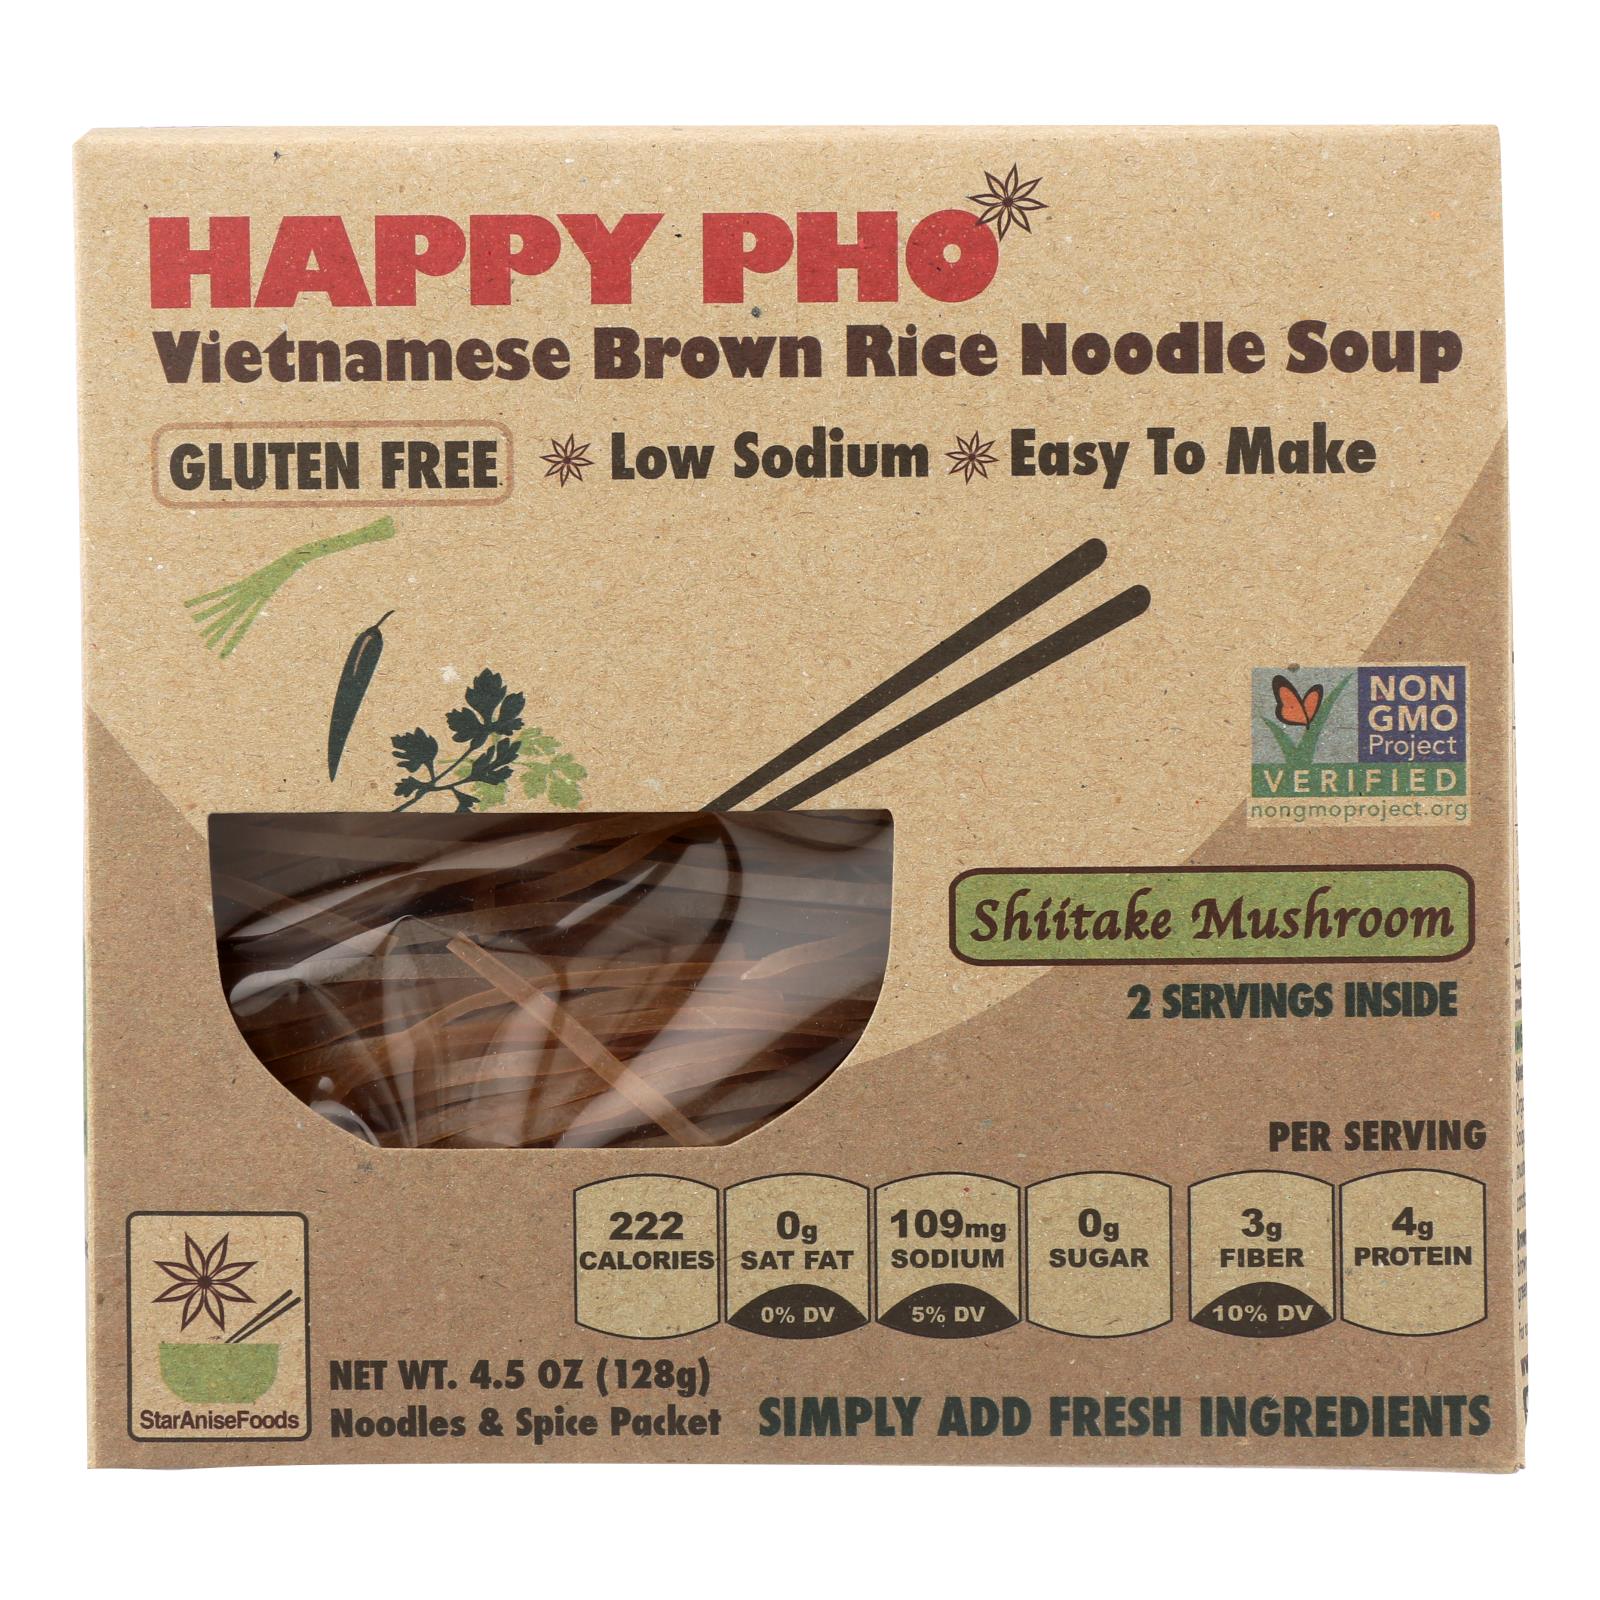 HAPPY PHO
Vietnamese Brown Rice Noodle Soup
GLUTEN FREE Low Sodium Easy To Make
NON
GMO
Project
VERIFIED
nongmoproject.org
Shiitake Mushroom
2 SERVINGS INSIDE
PER SERVING
222
CALORIES
0g
SAT FAT
0% DV
109mg
SODIUM
5% DV
0g
SUGAR
3g
FIBER
10% DV
4g
PROTEIN
StarAniseFoods
NET WT. 4.5 OZ (128g)
Noodles & Spice Packet
SIMPLY ADD FRESH INGREDIENTS